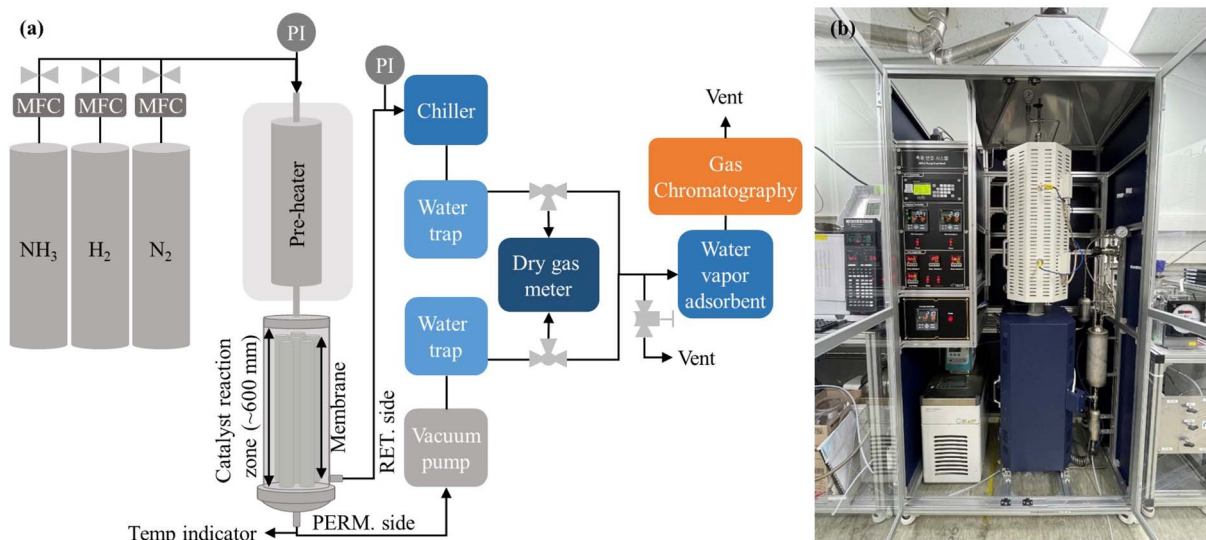 (a)
PI
PI
MFC
MFC
MFC
NH3
H2
N2
Pre-heater
Catalyst reaction
zone (~600 mm)
Membrane
RET. side
Temp indicator
PERM. side
Chiller
Water
trap
Water
trap
Vacuum
pump
Dry gas
meter
Vent
Gas
Chromatography
Water
vapor
adsorbent
Vent
(b)